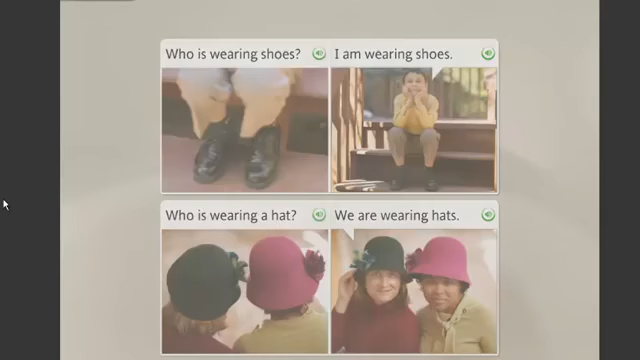 Who is wearing shoes?
I am wearing shoes.
Who is wearing a hat?
We are wearing hats.